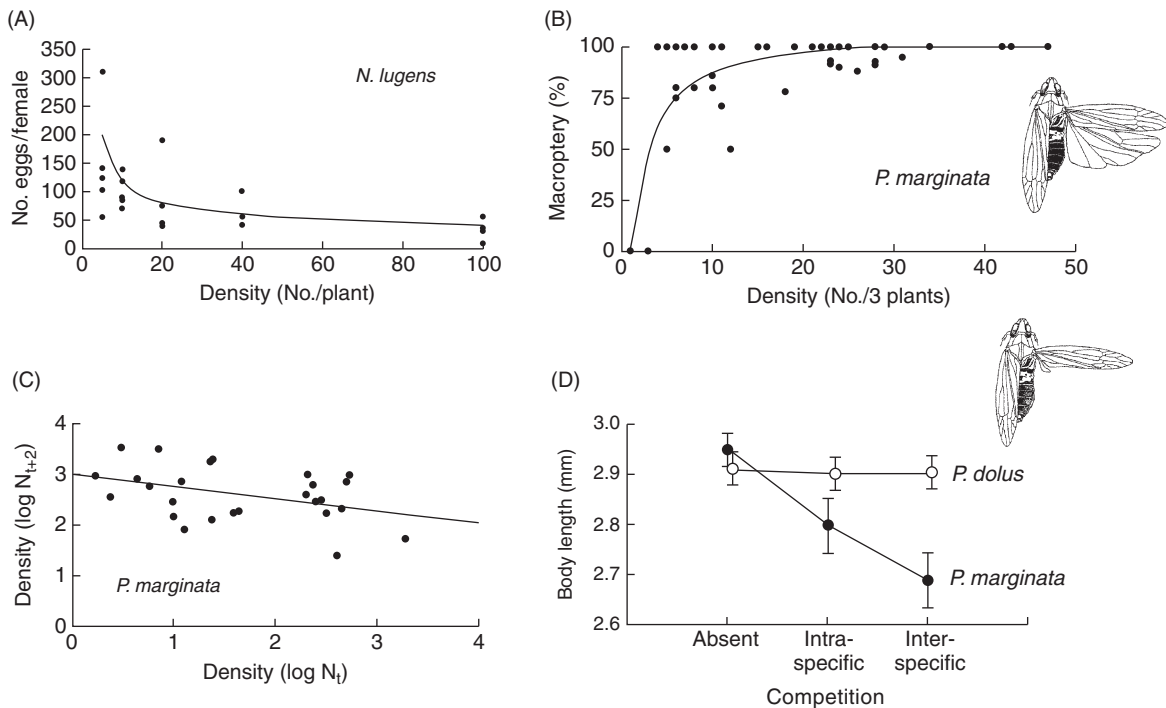 (A)
350
300
250
200
150
100
50
0
No. eggs/female
N. lugens
0
20
40
60
80
100
Density (No./plant)
(B)
100
75
50
25
0
Macroptery (%)
P. marginata
0
10
20
30
40
50
Density (No./3 plants)
(C)
4
3
2
1
0
Density (log Nt+2)
P. marginata
0
1
2
3
4
Density (log Nt)
(D)
3.0
2.9
2.8
2.7
2.6
Body length (mm)
P. dolus
P. marginata
Absent
Intra-
specific
Inter-
specific
Competition